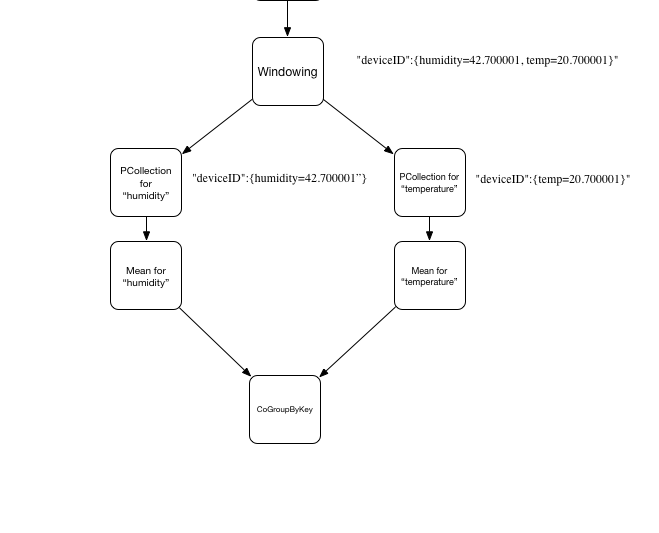 "deviceID":{humidity=42.700001, temp=20.700001}"
Windowing
PCollection
for
“humidity”
"deviceID":{humidity=42.700001”}
PCollection for
“temperature”
"deviceID":{temp=20.700001}"
Mean for
“humidity”
Mean for
“temperature”
CoGroupByKey